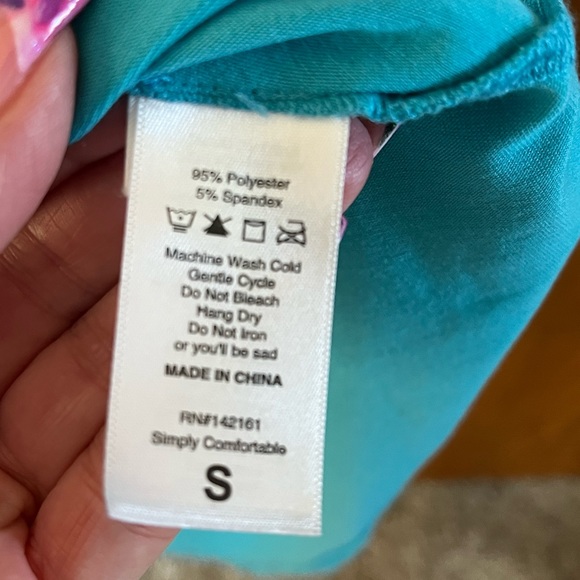 95% Polyester
5% Spandex
Machine Wash Cold
Gentle Cycle
Do Not Bleach
Hang Dry
Do Not Iron
or you'll be sad
MADE IN CHINA
RN#142161
Simply Comfortable
S